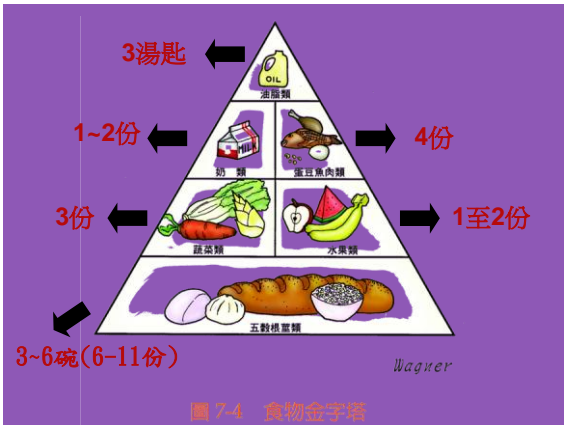 3湯匙
OIL
油脂類
1~2份
MILK
奶 類
蛋豆魚肉類
4份
3份
蔬菜類
水果類
1至2份
五穀根莖類
3~6碗(6-11份)
Wagner
圖 7-4 食物金字塔